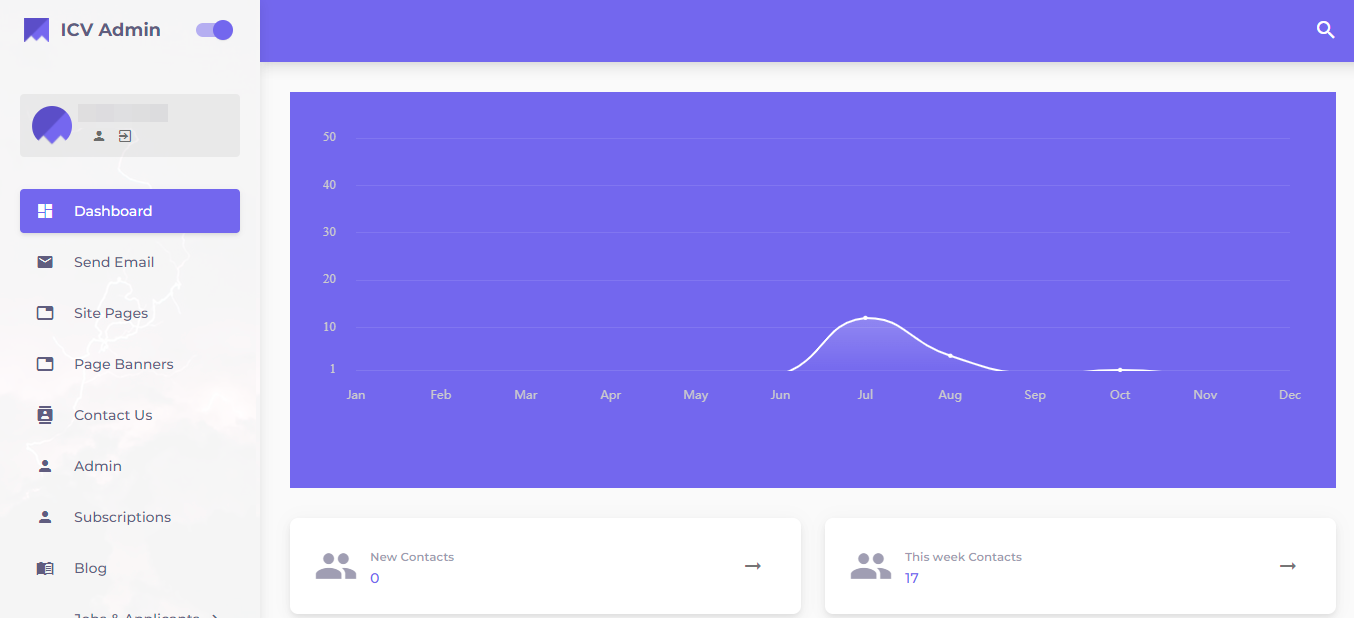 ICV Admin
Dashboard
Send Email
Site Pages
Page Banners
Contact Us
Admin
Subscriptions
Blog
Jobs & Applicants
50
40
30
20
10
1
Jan Feb Mar Apr May Jun Jul Aug Sep Oct Nov Dec
New Contacts
0
This week Contacts
17